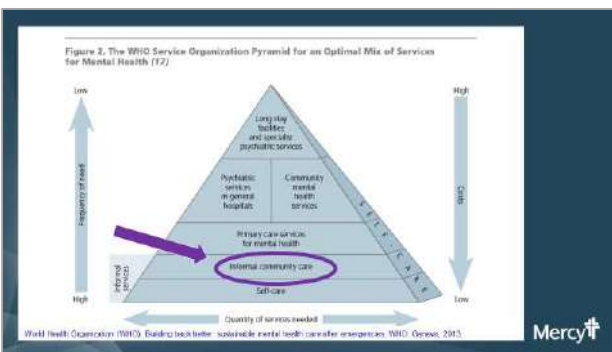 Figure 2. The WHO Service Organization Pyramid for an Optimal Mix of Services
for Mental Health (17)
Low
High
Long-stay
facilities
and specialist
psychiatric services
Psychiatric
services
in general
hospitals
Community
mental
health
services
Primary care services
for mental health
Informal community care
Self-care
SELF-CARE
Frequency of need
Costs
Informal
services
High
Low
Quantity of services needed
World Health Organization (WHO). Building back better: sustainable mental health care after emergencies. WHO: Geneva, 2013.
Mercy